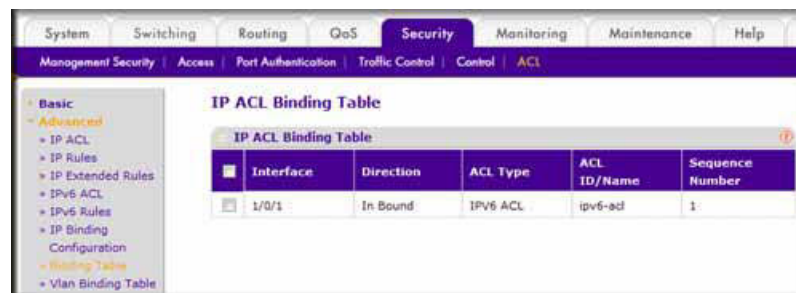 System Switching Routing QoS Security Monitoring Maintenance Help
Management Security Access Port Authentication Traffic Control Control ACL
Basic
Advanced
IP ACL
IP Rules
IP Extended Rules
IPv6 ACL
IPv6 Rules
IP Binding
Configuration
Binding Table
Vlan Binding Table
IP ACL Binding Table
IP ACL Binding Table
Interface Direction ACL Type ACL ID/Name Sequence Number
1/0/1 In Bound IPV6 ACL ipv6-acl 1